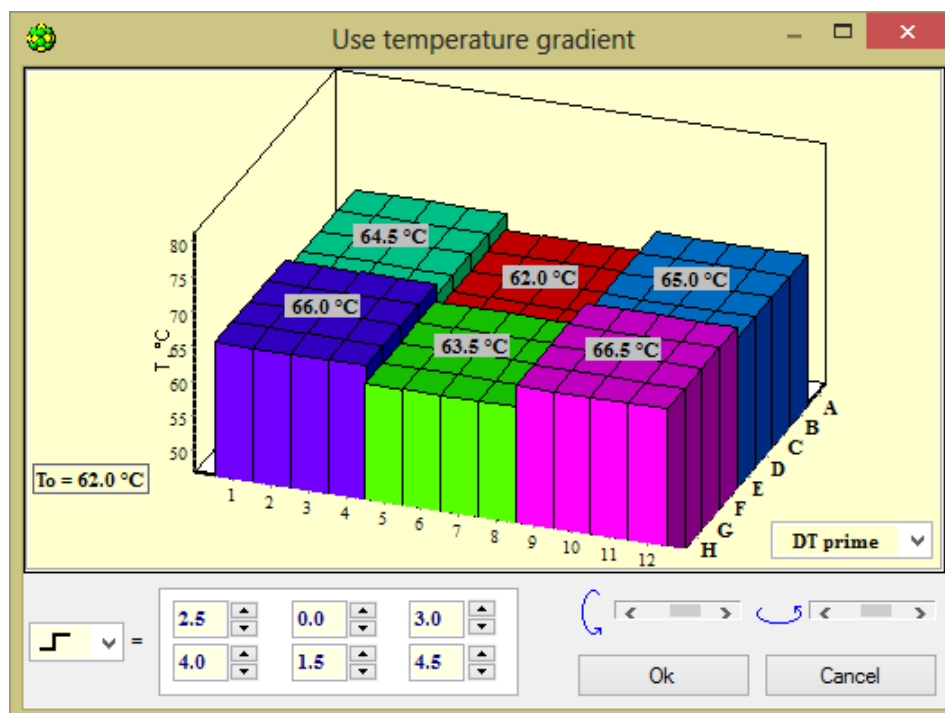 Use temperature gradient
64.5 °C
62.0 °C
65.0 °C
66.0 °C
63.5 °C
66.5 °C
T, °C
80
75
70
65
60
55
50
To = 62.0 °C
1 2 3 4 5 6 7 8 9 10 11 12
A
B
C
D
E
F
G
H
DT prime
=
2.5 0.0 3.0
4.0 1.5 4.5
Ok Cancel